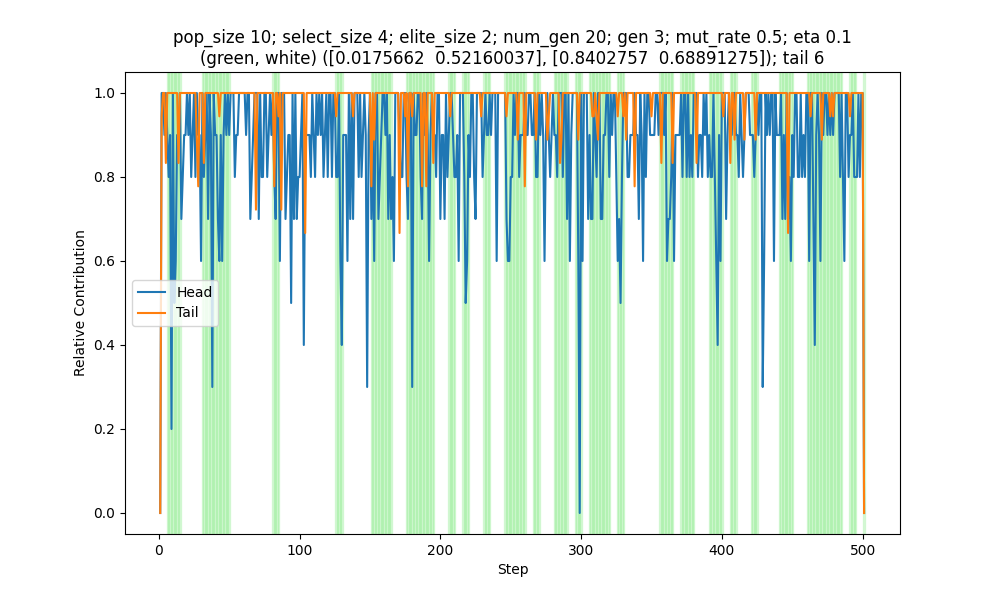 pop_size 10; select_size 4; elite_size 2; num_gen 20; gen 3; mut_rate 0.5; eta 0.1
(green, white) ([0.0175662  0.52160037], [0.8402757  0.68891275]); tail 6
1.0
0.8
0.6
0.4
0.2
0.0
Relative Contribution
Head
Tail
0
100
200
300
400
500
Step